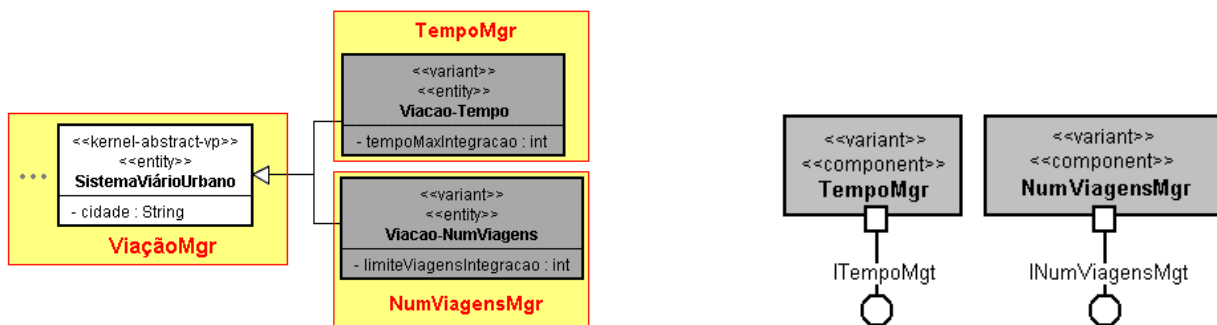 TempoMgr
<<variant>>
<<entity>>
Viacao-Tempo
- tempoMaxIntegracao : int
<<kernel-abstract-vp>>
<<entity>>
SistemaViárioUrbano
- cidade : String
ViaçãoMgr
...
<<variant>>
<<entity>>
Viacao-NumViagens
- limiteViagensIntegracao : int
NumViagensMgr
<<variant>>
<<component>>
TempoMgr
ITempoMgt
<<variant>>
<<component>>
NumViagensMgr
INumViagensMgt